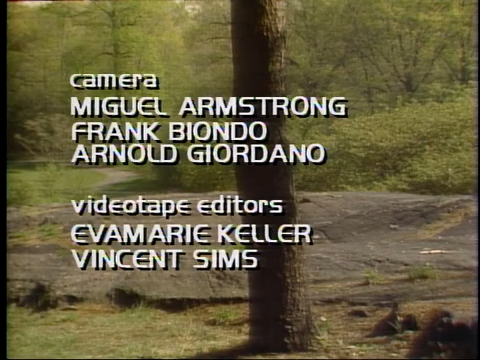 camera
MIGUEL ARMSTRONG
FRANK BIONDO
ARNOLD GIORDANO
videotape editors
EVAMARIE KELLER
VINCENT SIMS